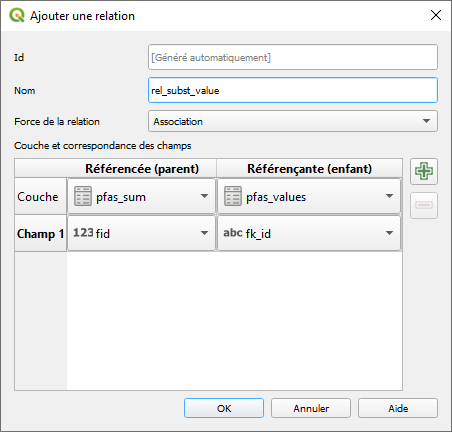 Ajouter une relation
Id [Généré automatiquement]
Nom rel_subst_value
Force de la relation Association
Couche et correspondance des champs
Référencée (parent) Référençante (enfant)
Couche pfas_sum pfas_values
Champ 1 123 fid abc fk_id
OK Annuler Aide